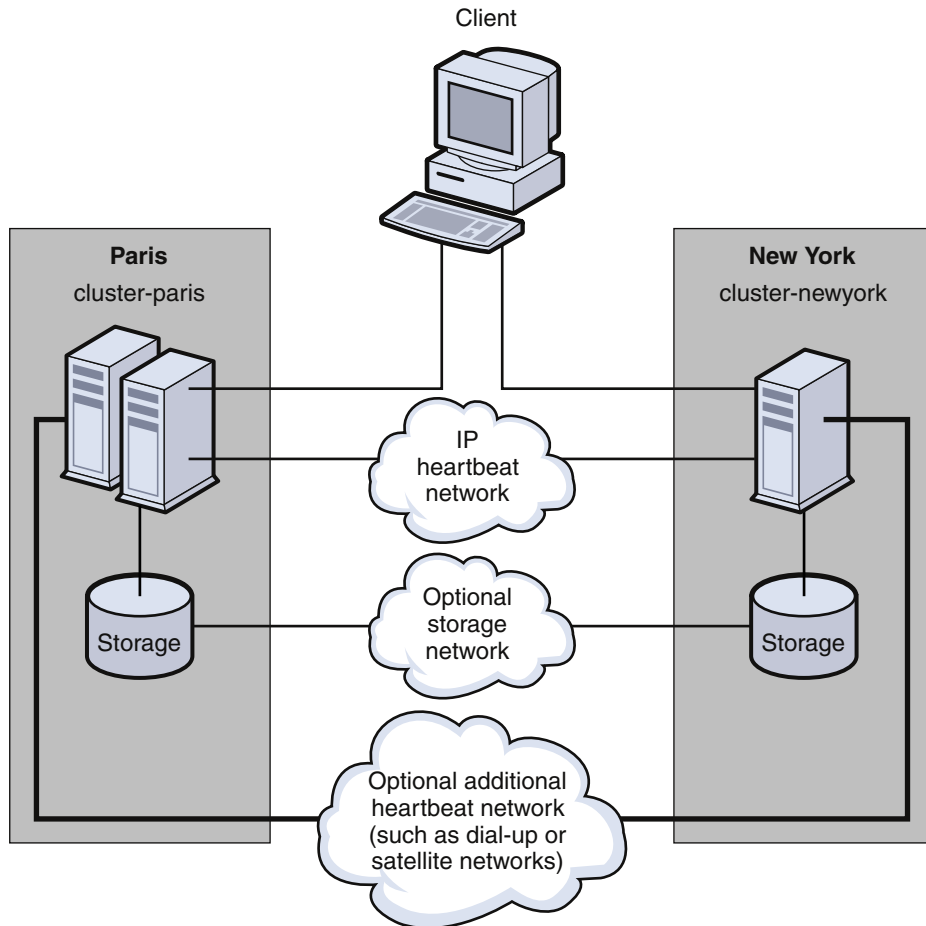 Client
Paris
cluster-paris
New York
cluster-newyork
IP
heartbeat
network
Optional
storage
network
Storage
Storage
Optional additional
heartbeat network
(such as dial-up or
satellite networks)